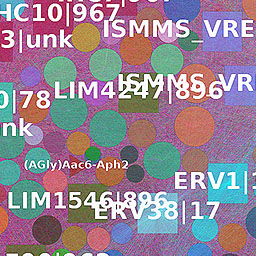 HC10|967
ISMMS_VRE
3|unk
ISMMS_VR
LIM4247|896
0|78
nk
(AGly)Aac6-Aph2
ERV1|1
LIM1546|896
ERV38|17